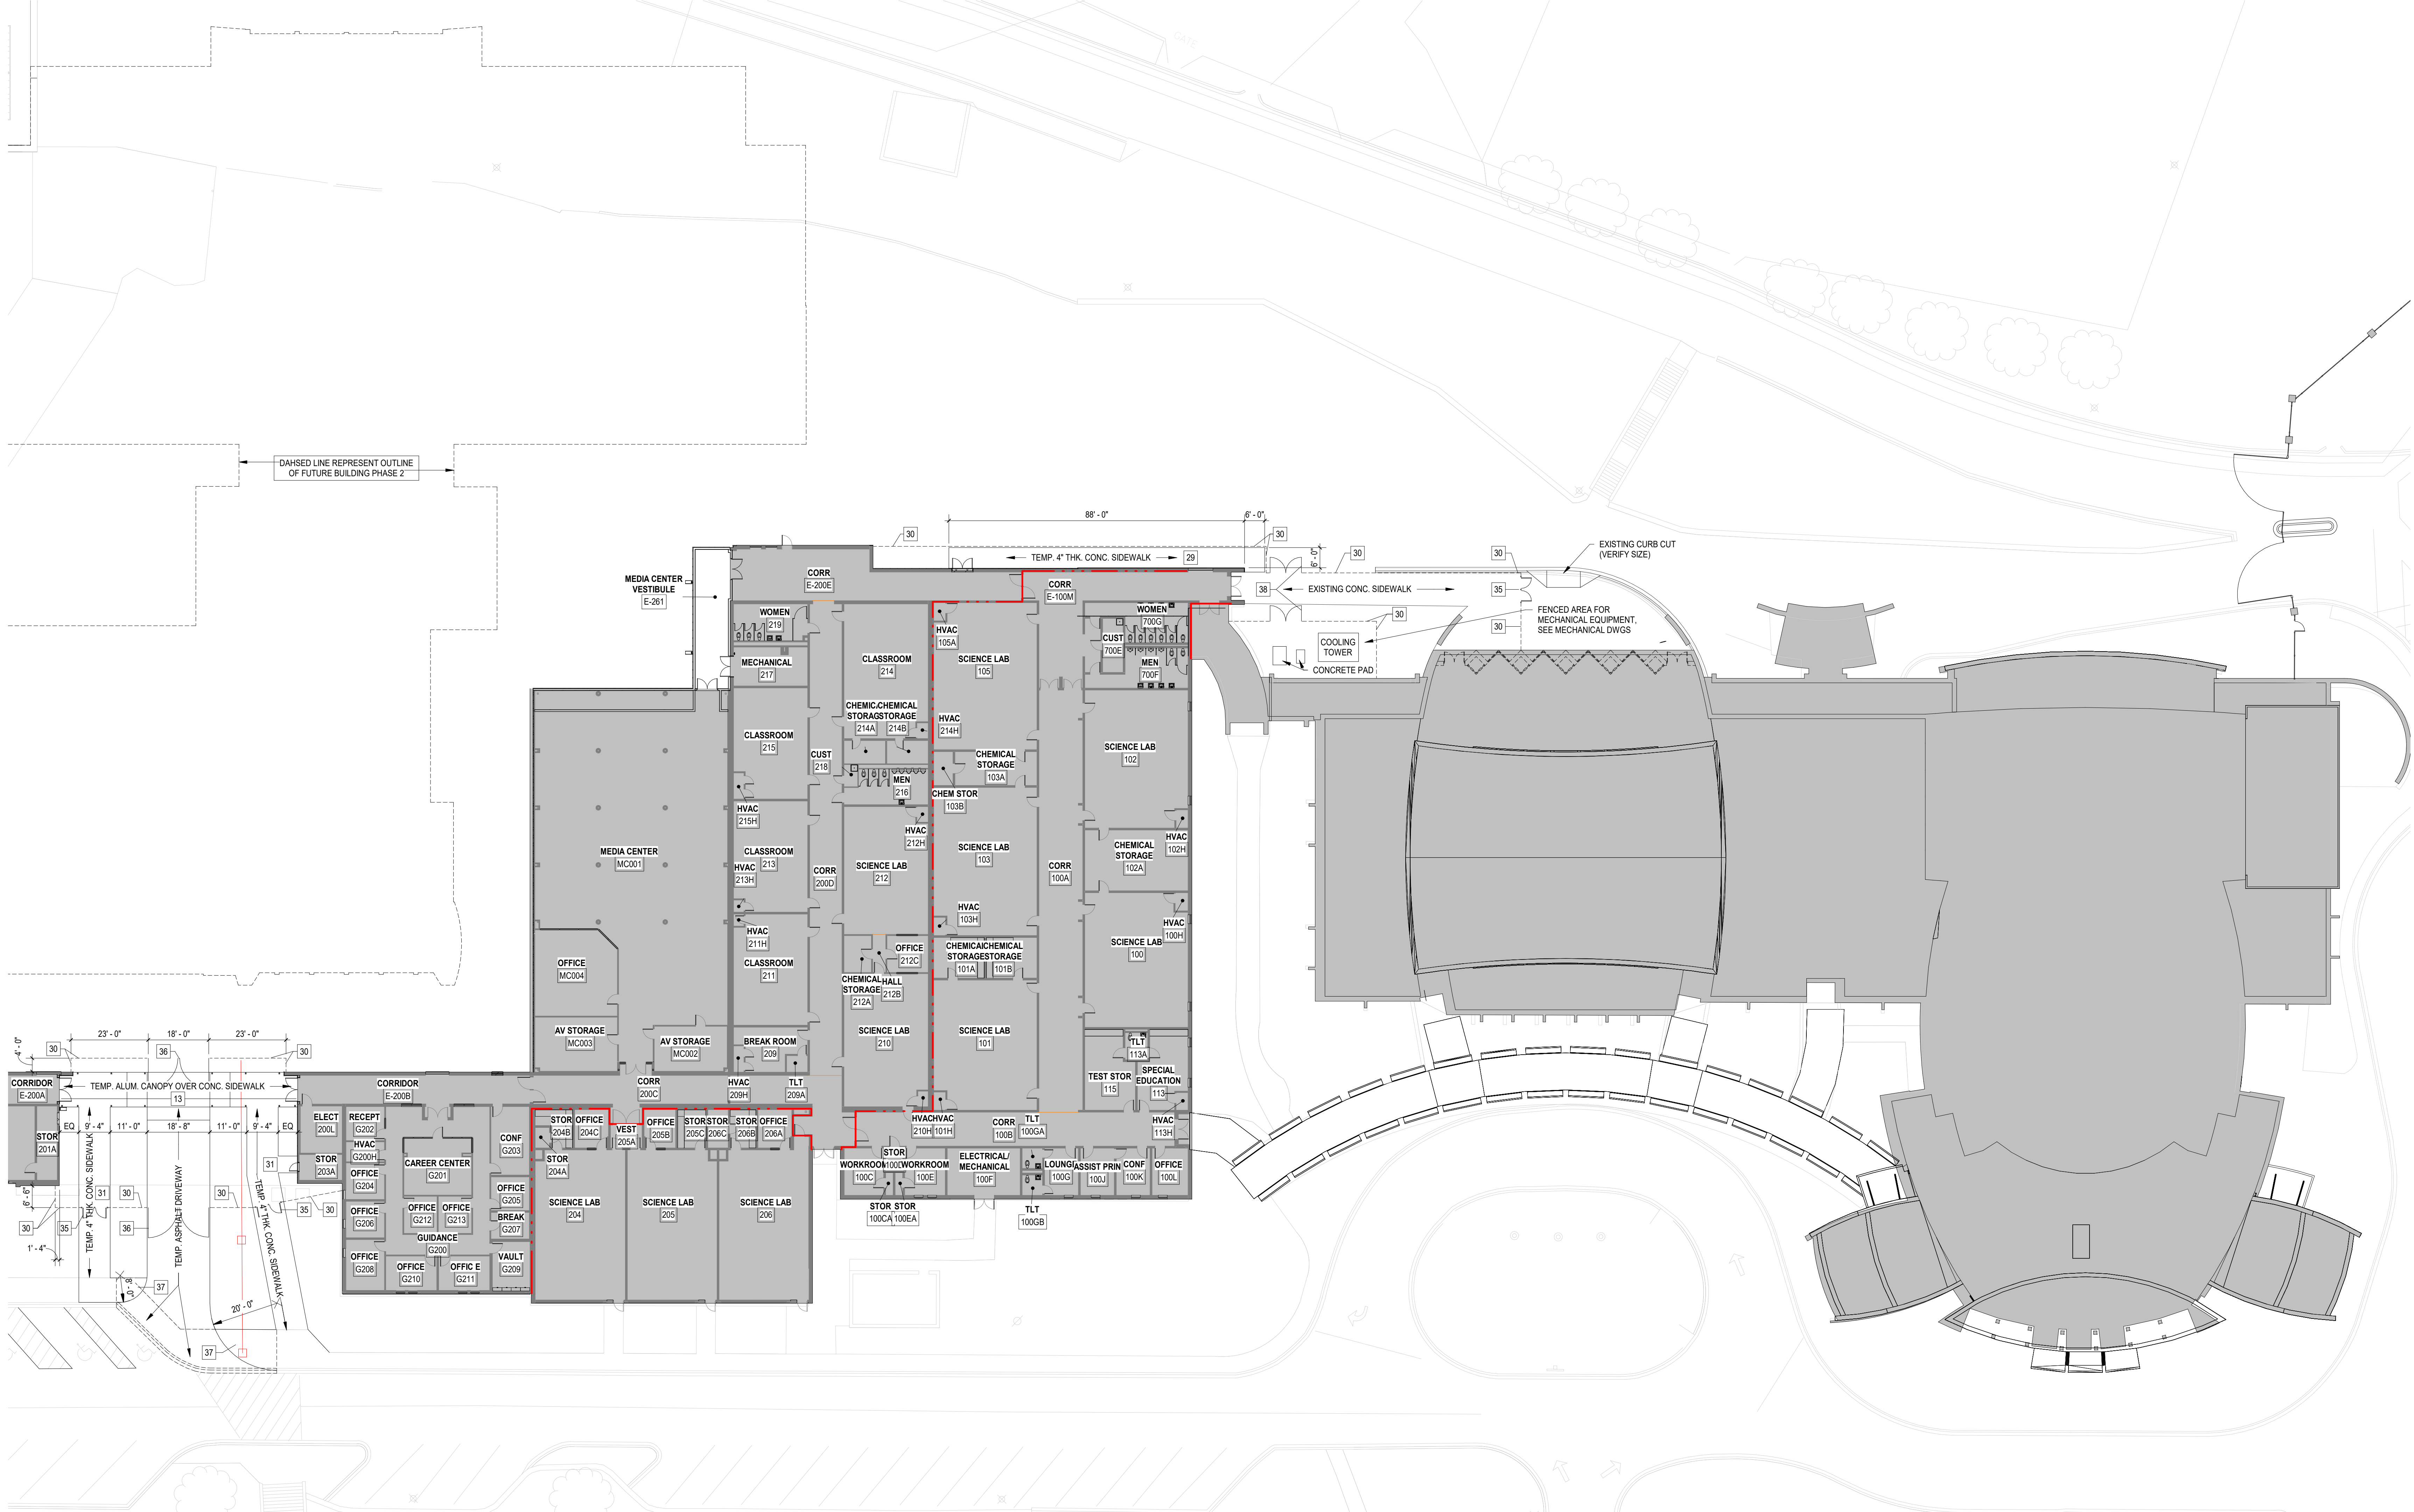 GATE
DAHSED LINE REPRESENT OUTLINE
OF FUTURE BUILDING PHASE 2
88' - 0"
6' - 0"
30
30
TEMP. 4" THK. CONC. SIDEWALK
29
6' - 0"
30
30
EXISTING CURB CUT
(VERIFY SIZE)
38
EXISTING CONC. SIDEWALK
35
30
30
FENCED AREA FOR
MECHANICAL EQUIPMENT,
SEE MECHANICAL DWGS
COOLING
TOWER
CONCRETE PAD
MEDIA CENTER
VESTIBULE
E-261
CORR
E-200E
CORR
E-100M
WOMEN
219
WOMEN
700G
HVAC
105A
CUST
700E
MECHANICAL
217
CLASSROOM
214
SCIENCE LAB
105
MEN
700F
CHEMICAL
STORAGE
214A
CHEMICAL
STORAGE
214B
HVAC
214H
CLASSROOM
215
CUST
218
SCIENCE LAB
102
CHEMICAL
STORAGE
103A
MEN
216
CHEM STOR
103B
HVAC
215H
HVAC
212H
HVAC
102H
MEDIA CENTER
MC001
CLASSROOM
213
HVAC
213H
CORR
200D
SCIENCE LAB
212
SCIENCE LAB
103
CORR
100A
CHEMICAL
STORAGE
102A
HVAC
103H
HVAC
211H
HVAC
100H
OFFICE
212C
CHEMICAL
STORAGE
101A
CHEMICAL
STORAGE
101B
SCIENCE LAB
100
OFFICE
MC004
CLASSROOM
211
CHEMICAL
STORAGE
212A
HALL
212B
AV STORAGE
MC003
AV STORAGE
MC002
BREAK ROOM
209
SCIENCE LAB
210
SCIENCE LAB
101
TLT
113A
TEST STOR
115
SPECIAL
EDUCATION
113
23' - 0"
18' - 0"
23' - 0"
4' - 0"
30
36
30
CORRIDOR
E-200A
TEMP. ALUM. CANOPY OVER CONC. SIDEWALK
13
CORRIDOR
E-200B
CORR
200C
HVAC
209H
TLT
209A
EQ
9' - 4"
11' - 0"
18' - 8"
11' - 0"
9' - 4"
EQ
STOR
201A
ELECT
200L
RECEPT
G202
STOR
204B
OFFICE
204C
VEST
205A
OFFICE
205B
STOR
205C
STOR
206C
STOR
206B
OFFICE
206A
HVAC
210H
HVAC
101H
CORR
100B
TLT
100GA
HVAC
113H
HVAC
G200H
CONF
G203
STOR
203A
STOR
204A
31
31
CAREER CENTER
G201
WORKROOM
100C
STOR
100D
WORKROOM
100E
ELECTRICAL/
MECHANICAL
100F
LOUNGE
100G
ASSIST PRIN
100J
CONF
100K
OFFICE
100L
OFFICE
G204
OFFICE
G205
6' - 6"
30
30
30
35
36
35
30
TEMP. 4" THK. CONC. SIDEWALK
TEMP. ASPHALT DRIVEWAY
TEMP. 4" THK. CONC. SIDEWALK
OFFICE
G206
OFFICE
G212
OFFICE
G213
BREAK
G207
SCIENCE LAB
204
SCIENCE LAB
205
SCIENCE LAB
206
STOR
100CA
STOR
100EA
TLT
100GB
1' - 4"
GUIDANCE
G200
OFFICE
G208
OFFICE
G210
OFFIC E
G211
VAULT
G209
8' - 0"
37
20' - 0"
37